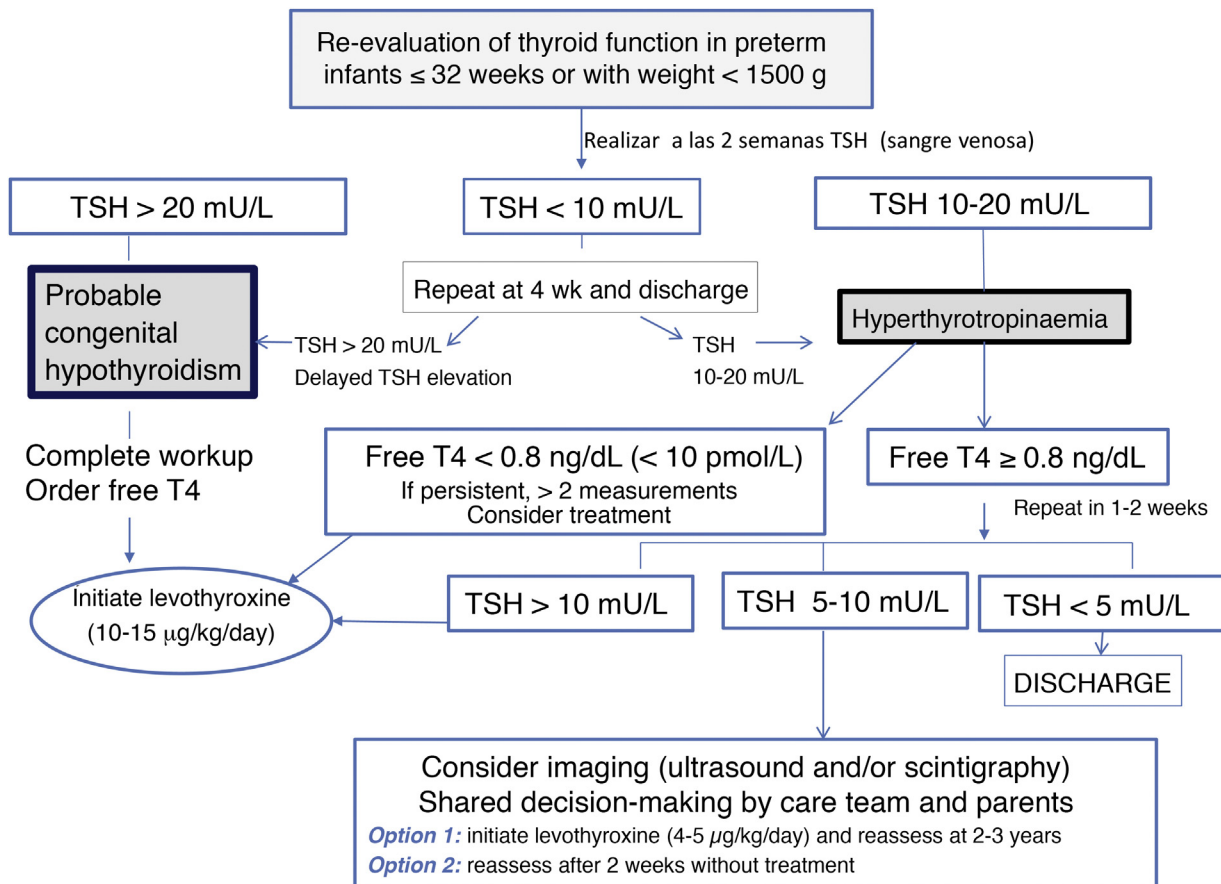 Re-evaluation of thyroid function in preterm
infants ≤ 32 weeks or with weight < 1500 g
Realizar a las 2 semanas TSH (sangre venosa)
TSH > 20 mU/L
TSH < 10 mU/L
TSH 10-20 mU/L
Probable
congenital
hypothyroidism
Repeat at 4 wk and discharge
Hyperthyrotropinaemia
TSH > 20 mU/L
Delayed TSH elevation
TSH
10-20 mU/L
Complete workup
Order free T4
Free T4 < 0.8 ng/dL (< 10 pmol/L)
If persistent, > 2 measurements
Consider treatment
Free T4 ≥ 0.8 ng/dL
Repeat in 1-2 weeks
Initiate levothyroxine
(10-15 µg/kg/day)
TSH > 10 mU/L
TSH 5-10 mU/L
TSH < 5 mU/L
DISCHARGE
Consider imaging (ultrasound and/or scintigraphy)
Shared decision-making by care team and parents
Option 1: initiate levothyroxine (4-5 µg/kg/day) and reassess at 2-3 years
Option 2: reassess after 2 weeks without treatment